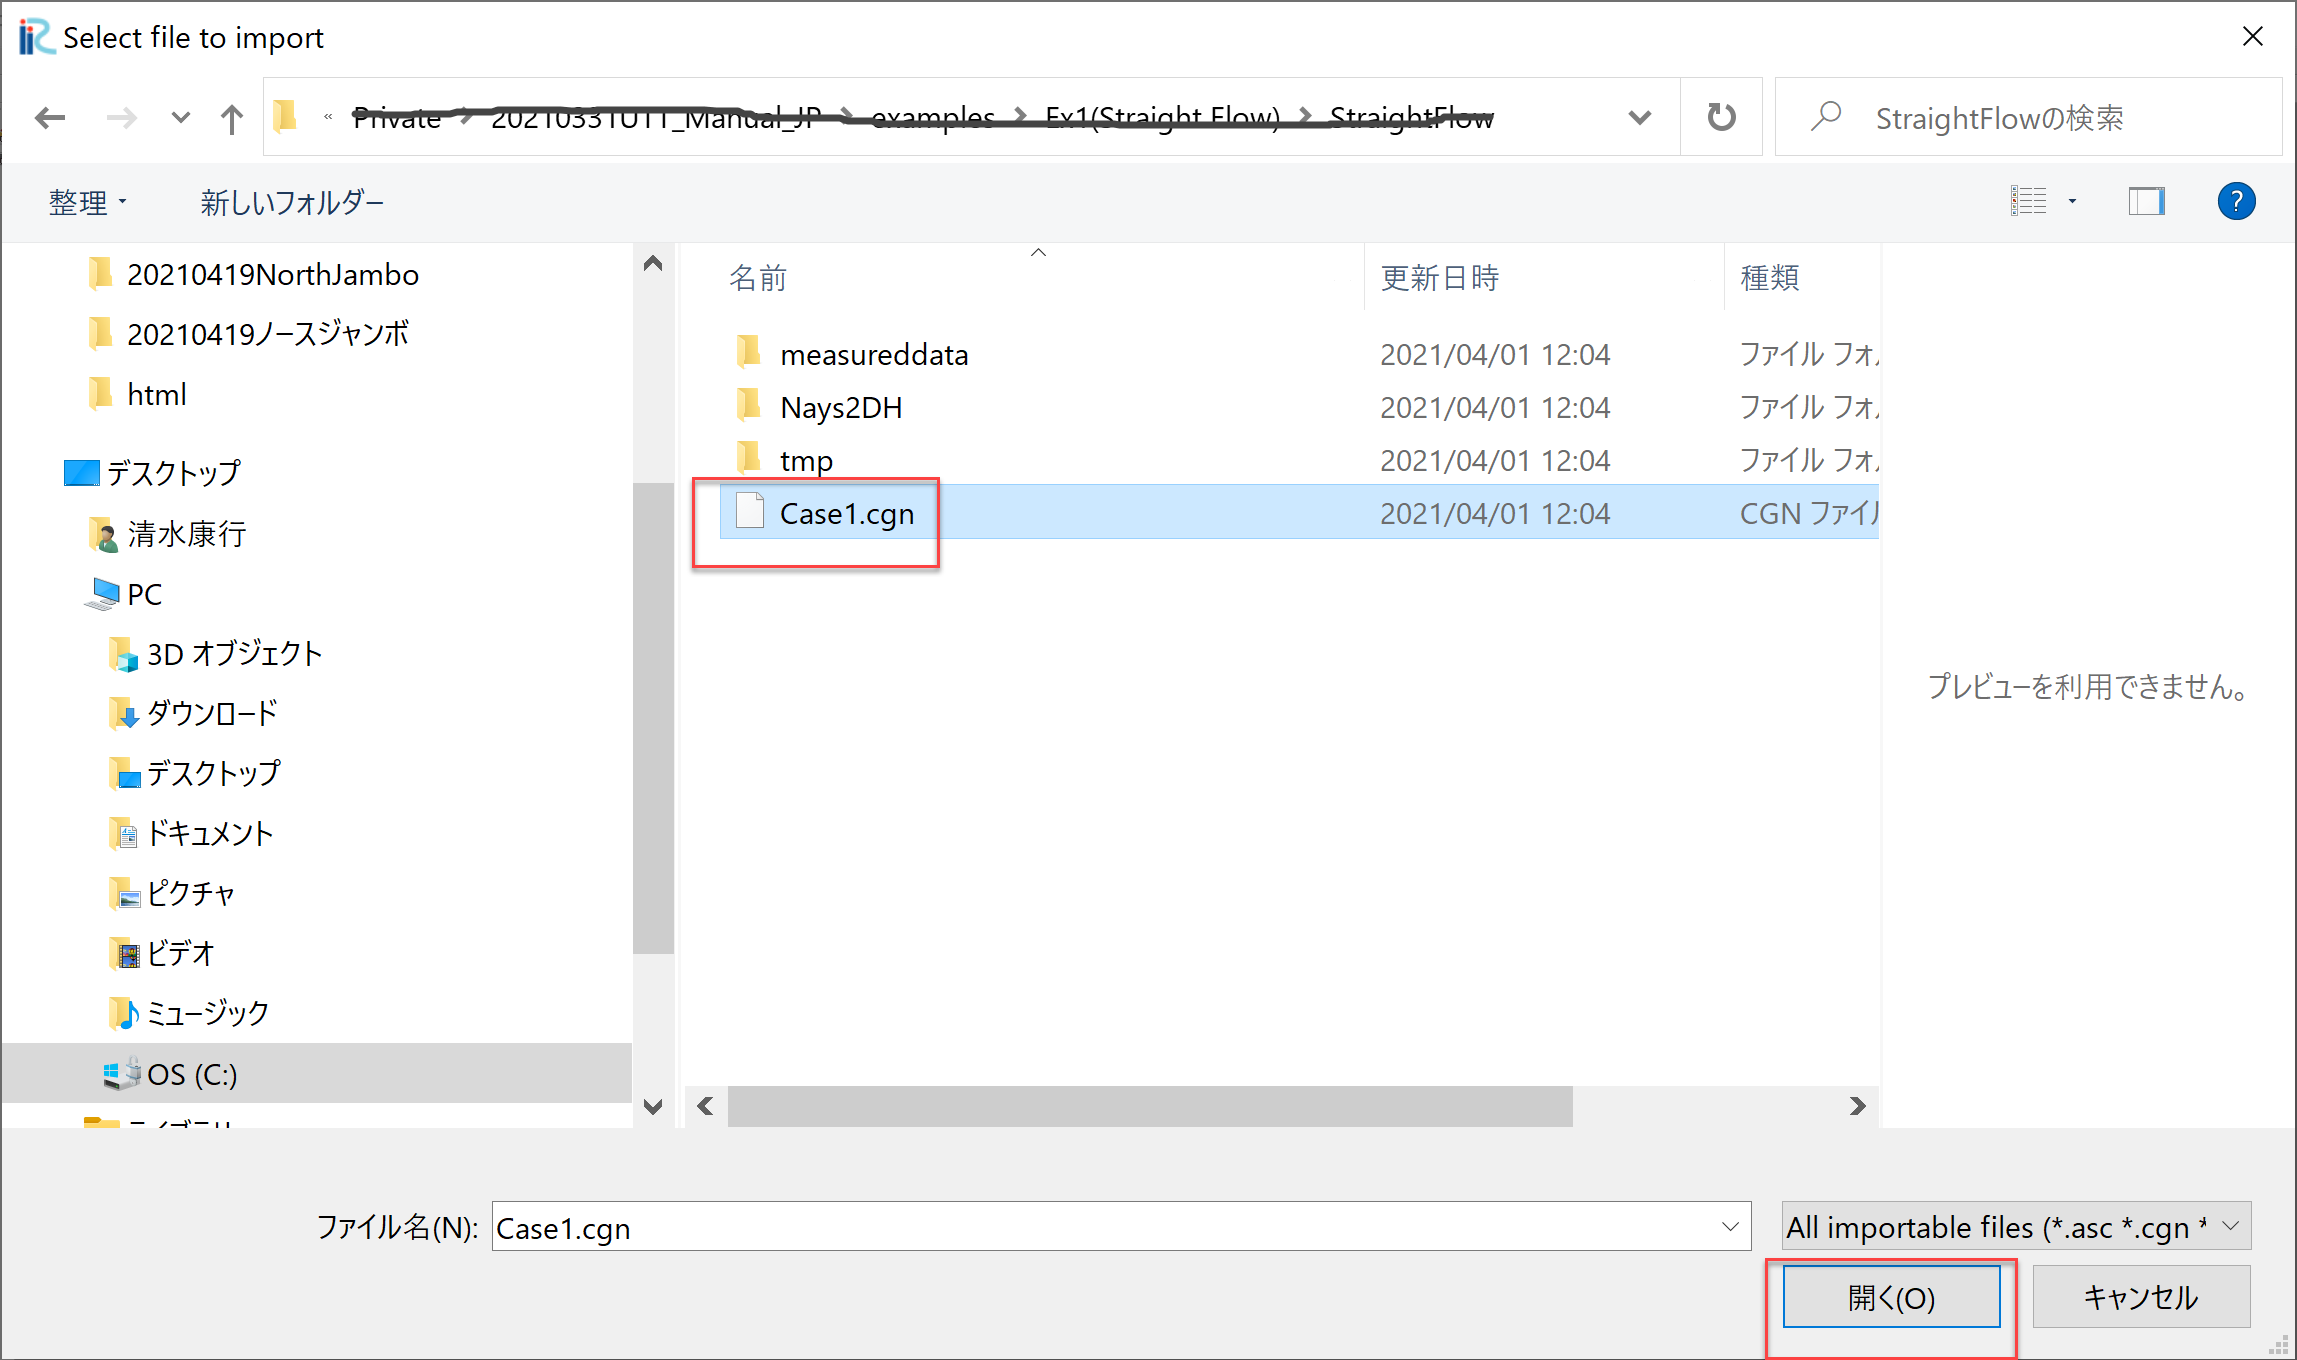 Select file to import
« Private > 20210331UTT_Manual_JP > examples > Ex1(Straight Flow) > StraightFlow
StraightFlowの検索
整理
新しいフォルダー
?
20210419NorthJambo
20210419ノースジャンボ
html
デスクトップ
清水康行
PC
3D オブジェクト
ダウンロード
デスクトップ
ドキュメント
ピクチャ
ビデオ
ミュージック
OS (C:)
名前 更新日時 種類
measureddata 2021/04/01 12:04 ファイル フォ
Nays2DH 2021/04/01 12:04 ファイル フォ
tmp 2021/04/01 12:04 ファイル フォ
Case1.cgn 2021/04/01 12:04 CGN ファイ
プレビューを利用できません。
ファイル名(N): Case1.cgn
All importable files (*.asc *.cgn *
開く(O)
キャンセル